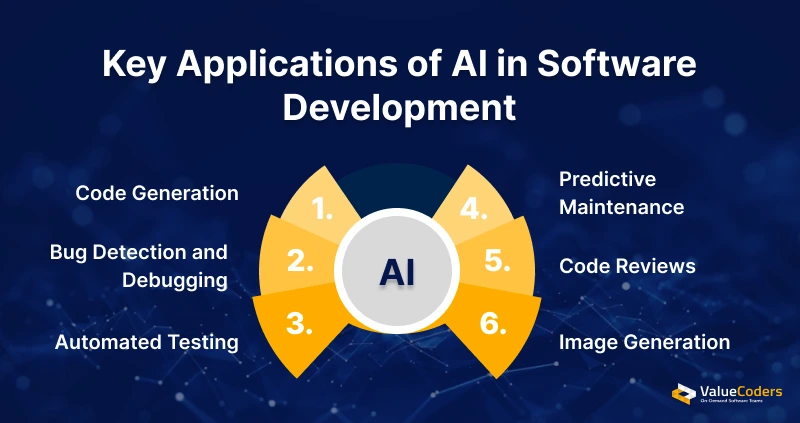 Key Applications of AI in Software
Development
Code Generation
1.
Bug Detection and
Debugging
2.
Automated Testing
3.
AI
4.
Predictive
Maintenance
5.
Code Reviews
6.
Image Generation
ValueCoders
On-Demand Software Teams